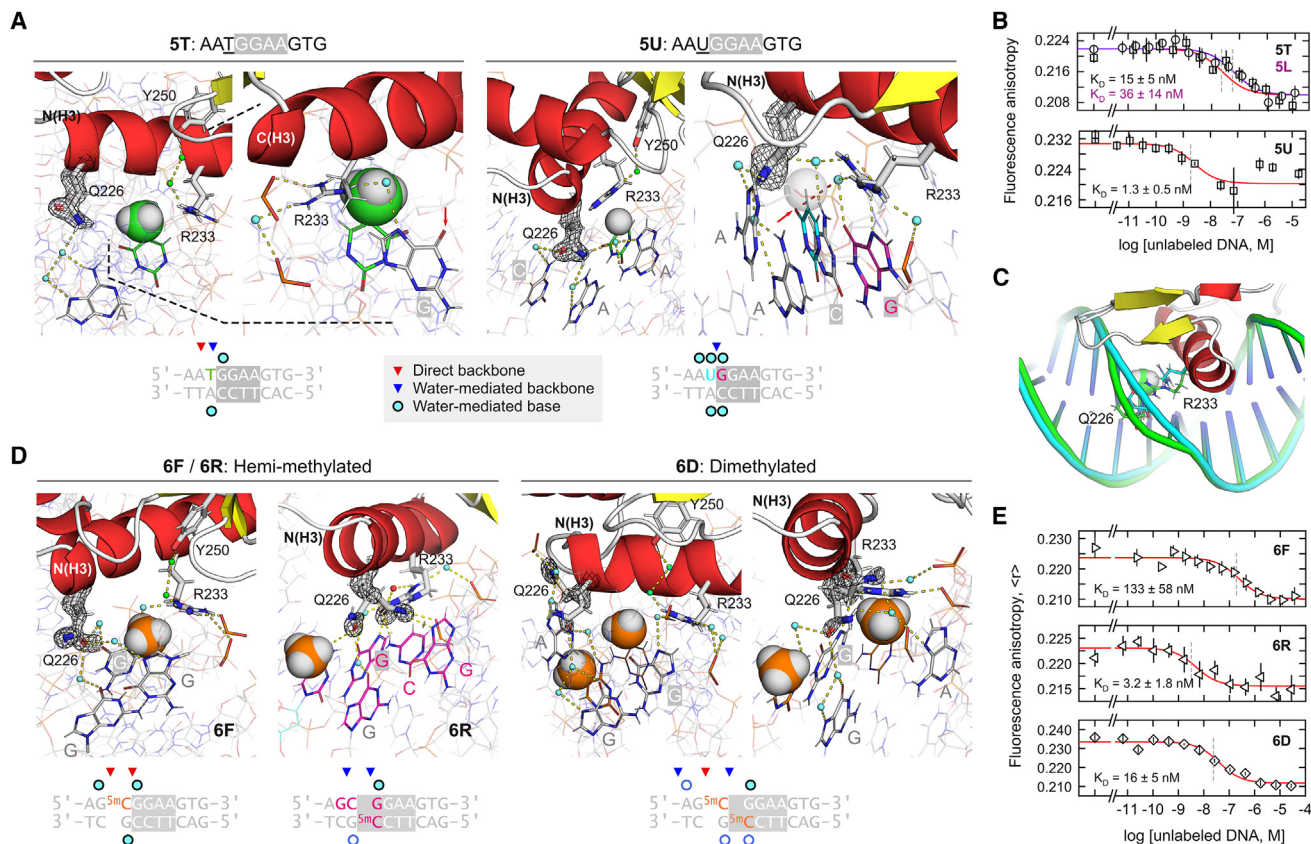 A
5T: AATGGAAGTG
5U: AAUGGAAGTG
N(H3)
Y250
Q226
R233
A
C(H3)
R233
G
Y250
Q226
N(H3)
R233
Q226
C
A
A
R233
A
C
G
5'-AATGGAAGTG-3'
3'-TTACCTTCAC-5'
Direct backbone
Water-mediated backbone
Water-mediated base
5'-AAUGGAAGTG-3'
3'-TTACCTTCAC-5'
B
Fluorescence anisotropy
0.224
0.216
0.208
5T
5L
KD = 15 ± 5 nM
KD = 36 ± 14 nM
0.232
0.224
0.216
5U
KD = 1.3 ± 0.5 nM
-11 -10 -9 -8 -7 -6 -5
log [unlabeled DNA, M]
C
Q226
R233
D
6F / 6R: Hemi-methylated
6D: Dimethylated
N(H3)
Y250
R233
Q226
G
G
G
6F
N(H3)
R233
Q226
G
G
C
G
6R
N(H3)
Y250
Q226
R233
A
G
G
N(H3)
R233
Q226
G
A
G
5'-AG5mCGGAAGTG-3'
3'-TC GCCTTCAG-5'
5'-AGC GGAAGTG-3'
3'-TCG5mCCTTCAG-5'
5'-AG5mC GGAAGTG-3'
3'-TC G5mCCTTCAG-5'
E
Fluorescence anisotropy, <r>
0.230
0.220
0.210
6F
KD = 133 ± 58 nM
0.225
0.220
0.215
6R
KD = 3.2 ± 1.8 nM
0.230
0.220
0.210
6D
KD = 16 ± 5 nM
-11 -10 -9 -8 -7 -6 -5 -4
log [unlabeled DNA, M]